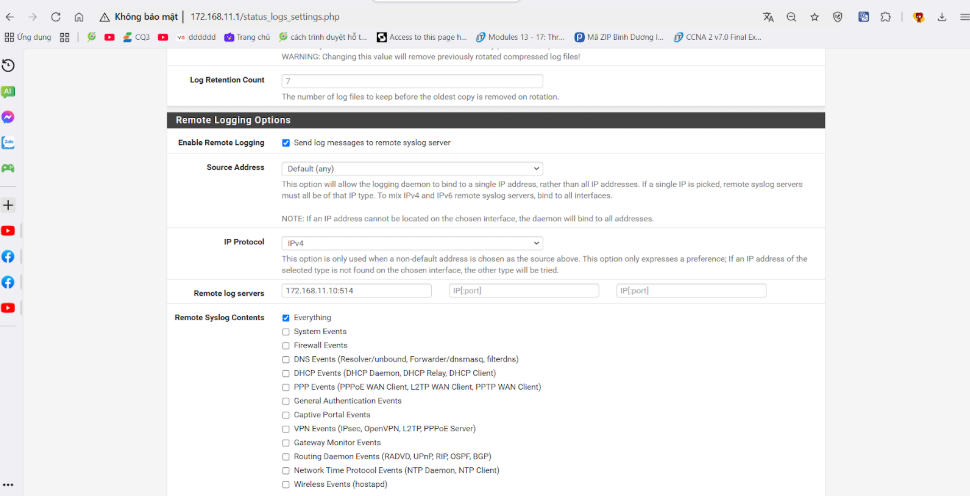 Không bảo mật
172.168.11.1/status_logs_settings.php
Ứng dụng
CQ3
dddddd
Trang chủ
cách trình duyệt hỗ t...
Access to this page h...
Modules 13 - 17: Thr...
Mã ZIP Bình Dương l...
CCNA 2 v7.0 Final Ex...
WARNING: Changing this value will remove previously rotated compressed log files!
Log Retention Count
7
The number of log files to keep before the oldest copy is removed on rotation.
Remote Logging Options
Enable Remote Logging
Send log messages to remote syslog server
Source Address
Default (any)
This option will allow the logging daemon to bind to a single IP address, rather than all IP addresses. If a single IP is picked, remote syslog servers
must all be of that IP type. To mix IPv4 and IPv6 remote syslog servers, bind to all interfaces.
NOTE: If an IP address cannot be located on the chosen interface, the daemon will bind to all addresses.
IP Protocol
IPv4
This option is only used when a non-default address is chosen as the source above. This option only expresses a preference; If an IP address of the
selected type is not found on the chosen interface, the other type will be tried.
Remote log servers
172.168.11.10:514
IP[:port]
IP[:port]
Remote Syslog Contents
Everything
System Events
Firewall Events
DNS Events (Resolver/unbound, Forwarder/dnsmasq, filterdns)
DHCP Events (DHCP Daemon, DHCP Relay, DHCP Client)
PPP Events (PPPoE WAN Client, L2TP WAN Client, PPTP WAN Client)
General Authentication Events
Captive Portal Events
VPN Events (IPsec, OpenVPN, L2TP, PPPoE Server)
Gateway Monitor Events
Routing Daemon Events (RADVD, UPnP, RIP, OSPF, BGP)
Network Time Protocol Events (NTP Daemon, NTP Client)
Wireless Events (hostapd)
AI
Zalo